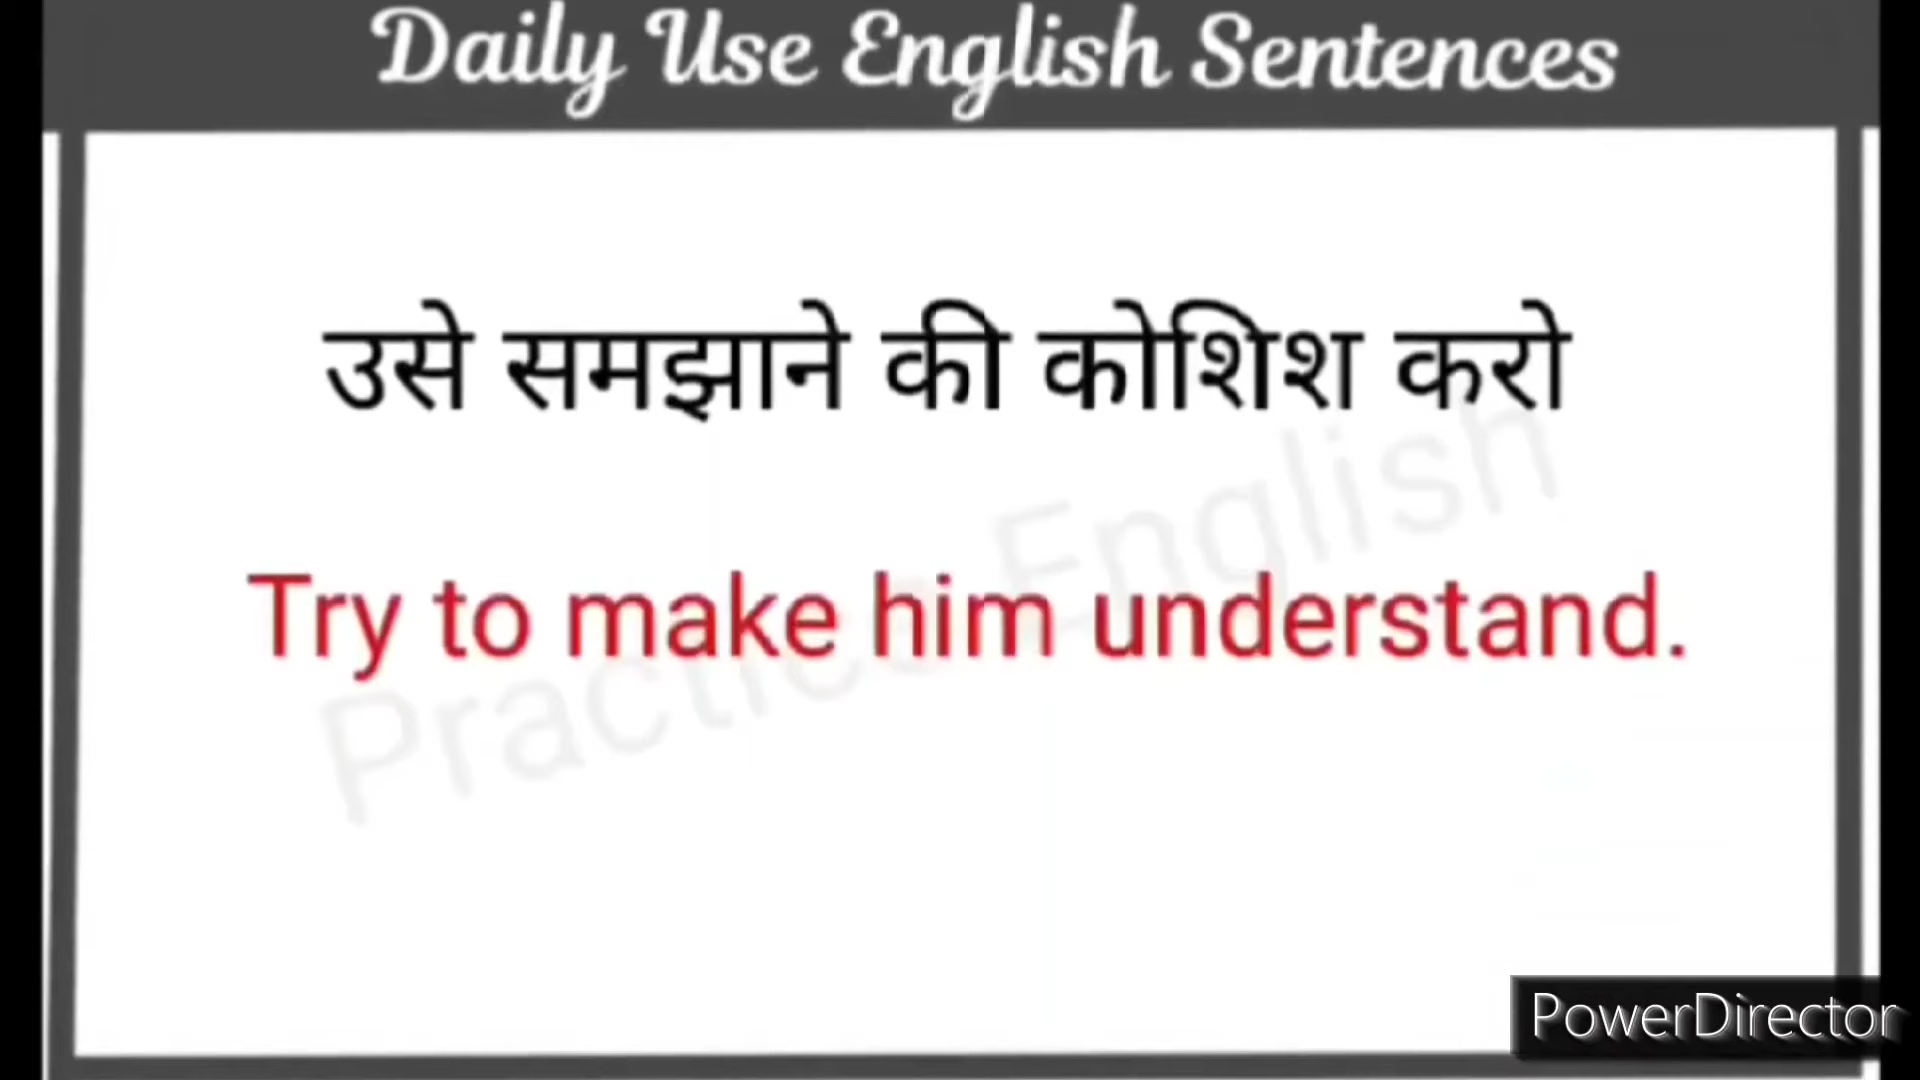 Daily Use English Sentences
उसे समझाने की कोशिश करो
Try to make him understand.
Practice English
PowerDirector